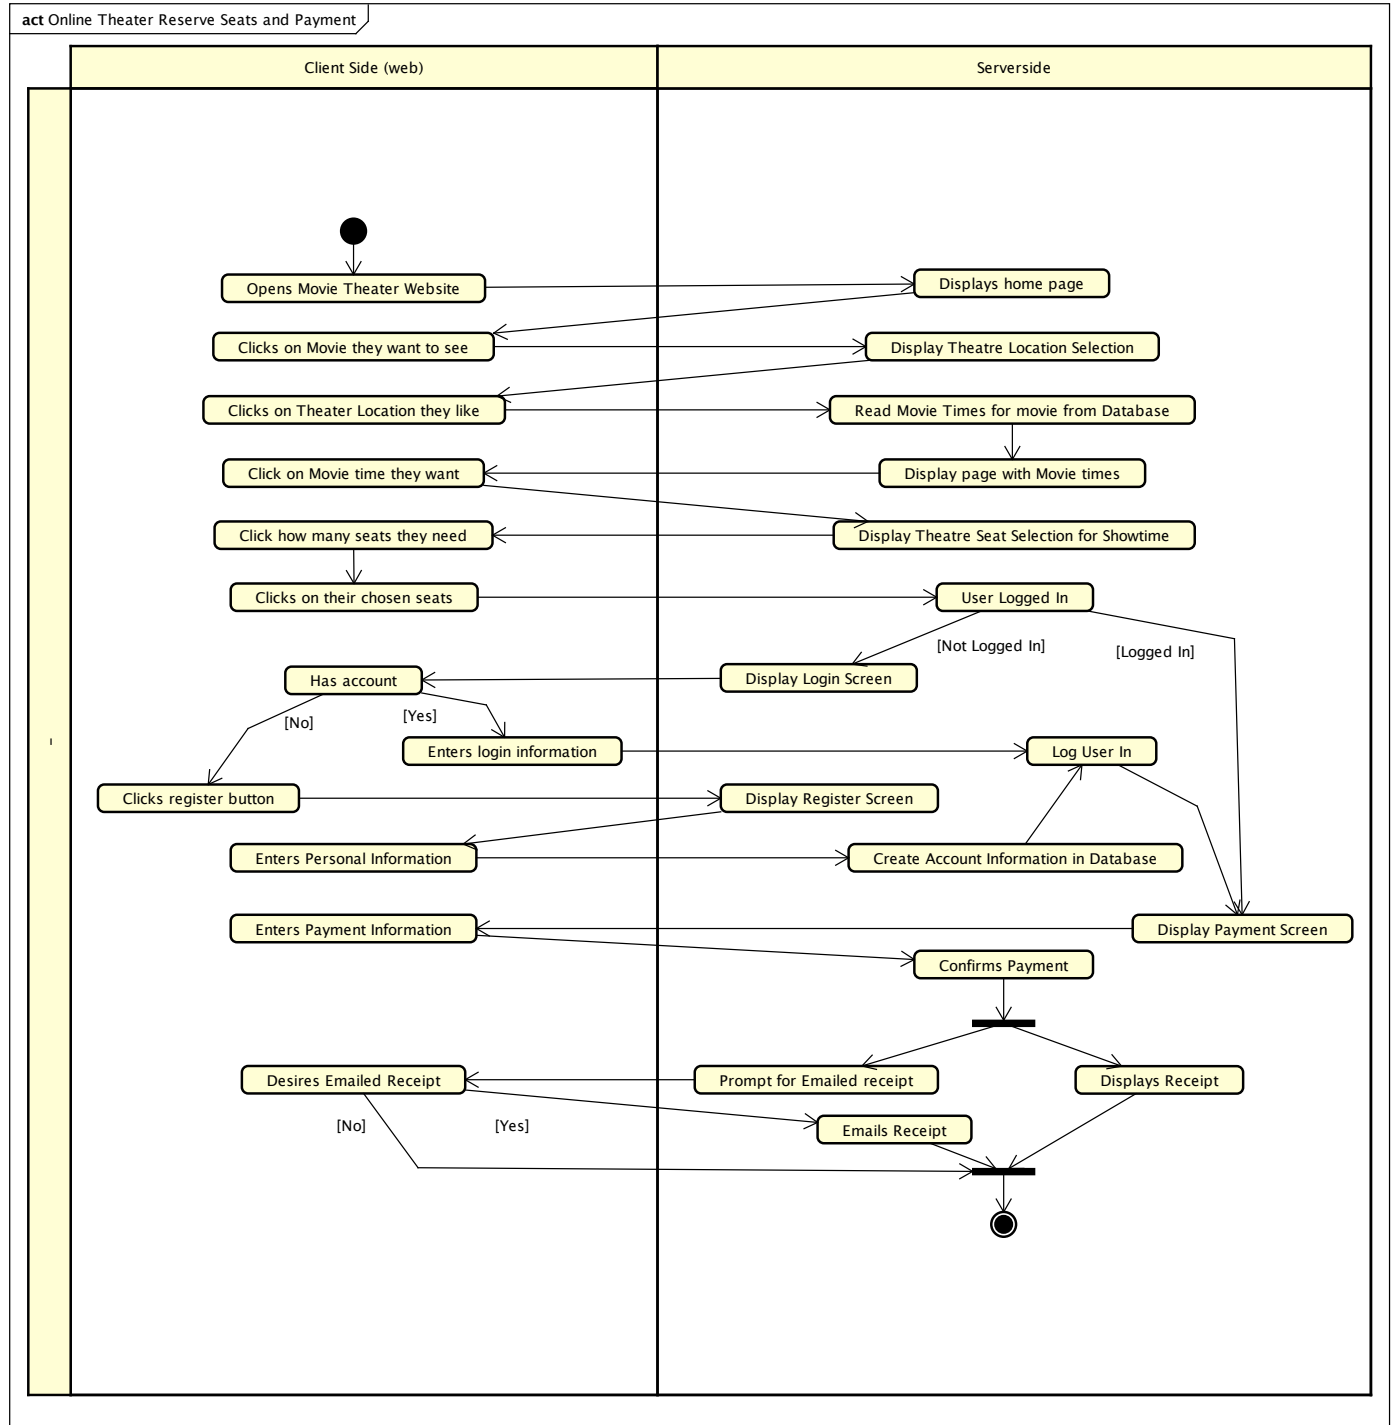 act Online Theater Reserve Seats and Payment
Client Side (web)
Serverside
Opens Movie Theater Website
Displays home page
Clicks on Movie they want to see
Display Theatre Location Selection
Clicks on Theater Location they like
Read Movie Times for movie from Database
Click on Movie time they want
Display page with Movie times
Click how many seats they need
Display Theatre Seat Selection for Showtime
Clicks on their chosen seats
User Logged In
[Not Logged In]
[Logged In]
Has account
Display Login Screen
[No]
[Yes]
Enters login information
Log User In
Clicks register button
Display Register Screen
Enters Personal Information
Create Account Information in Database
Enters Payment Information
Display Payment Screen
Confirms Payment
Desires Emailed Receipt
Prompt for Emailed receipt
Displays Receipt
[No]
[Yes]
Emails Receipt